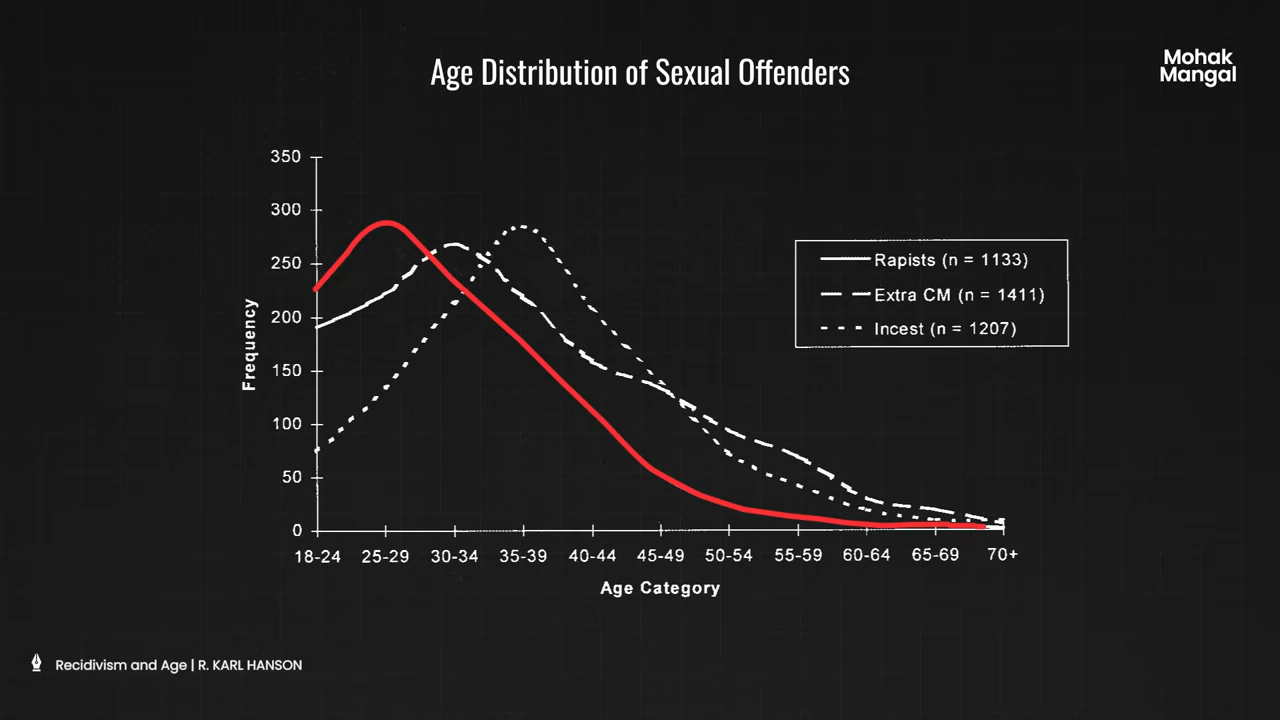 Age Distribution of Sexual Offenders
Mohak
Mangal
350
300
250
200
150
100
50
0
Frequency
Rapists (n = 1133)
Extra CM (n = 1411)
Incest (n = 1207)
18-24 25-29 30-34 35-39 40-44 45-49 50-54 55-59 60-64 65-69 70+
Age Category
Recidivism and Age | R. KARL HANSON